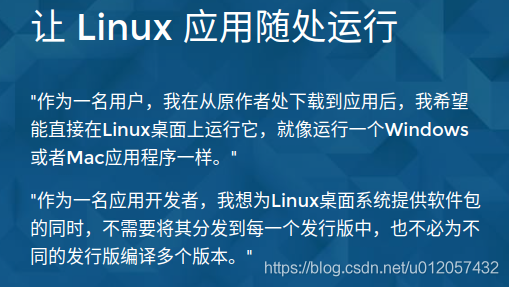 让 Linux 应用随处运行
"作为一名用户，我在从原作者处下载到应用后，我希望
能直接在Linux桌面上运行它，就像运行一个Windows
或者Mac应用程序一样。"
"作为一名应用开发者，我想为Linux桌面系统提供软件包
的同时，不需要将其分发到每一个发行版中，也不必为不
同的发行版编译多个版本。"
https://blog.csdn.net/u012057432